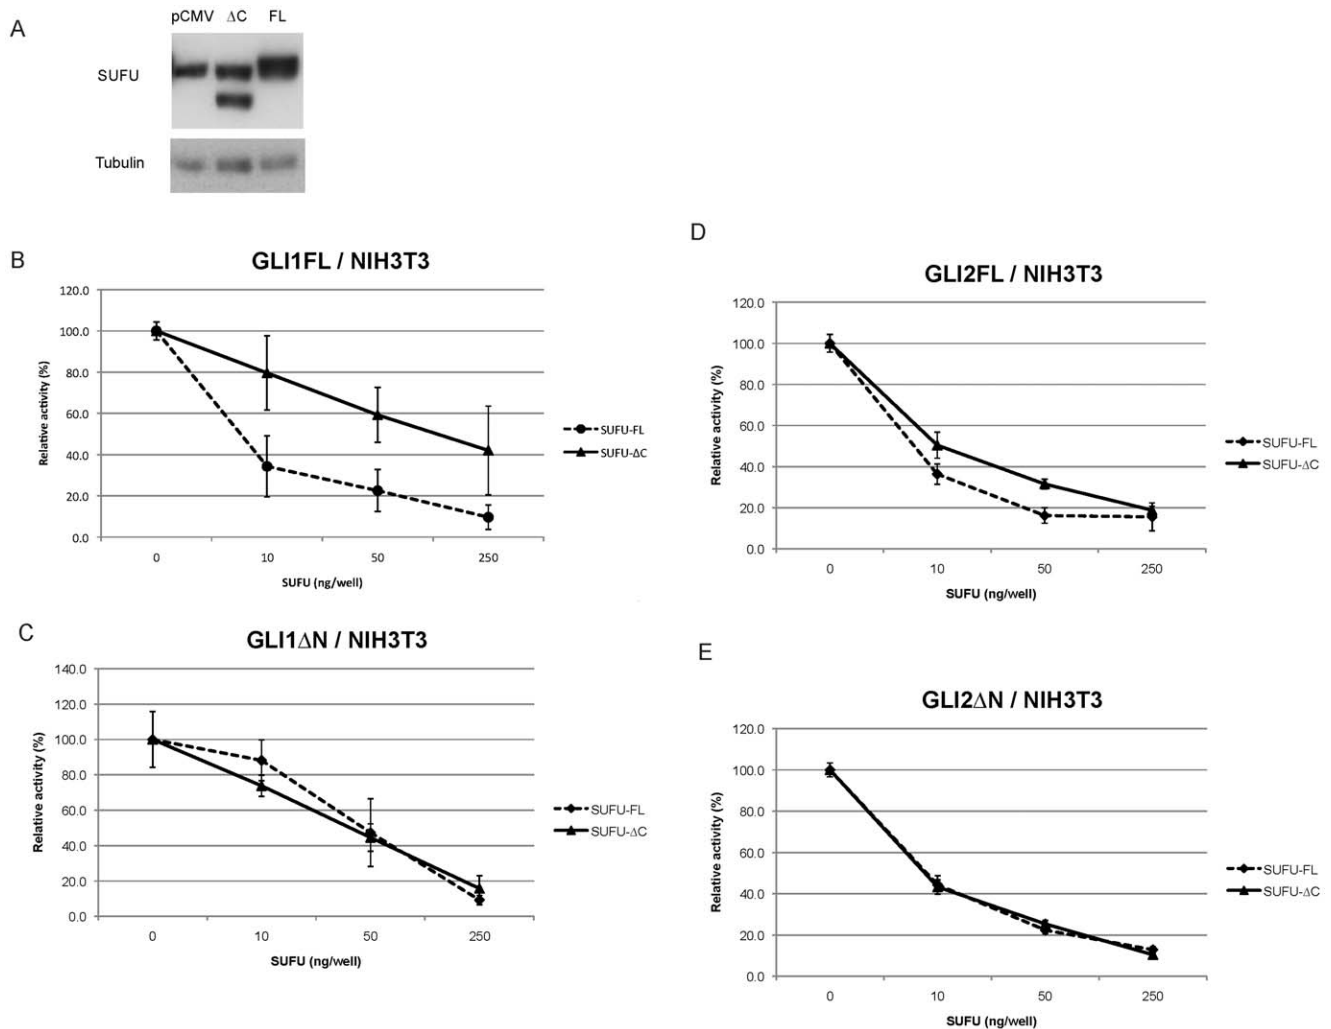 A
pCMV ΔC FL
SUFU
Tubulin
B
GLI1FL / NIH3T3
120.0
100.0
80.0
60.0
40.0
20.0
0.0
Relative activity (%)
0 10 50 250
SUFU (ng/well)
SUFU-FL
SUFU-ΔC
C
GLI1ΔN / NIH3T3
140.0
120.0
100.0
80.0
60.0
40.0
20.0
0.0
Relative activity (%)
0 10 50 250
SUFU (ng/well)
SUFU-FL
SUFU-ΔC
D
GLI2FL / NIH3T3
120.0
100.0
80.0
60.0
40.0
20.0
0.0
Relative activity (%)
0 10 50 250
SUFU (ng/well)
SUFU-FL
SUFU-ΔC
E
GLI2ΔN / NIH3T3
120.0
100.0
80.0
60.0
40.0
20.0
0.0
Relative activity (%)
0 10 50 250
SUFU (ng/well)
SUFU-FL
SUFU-ΔC